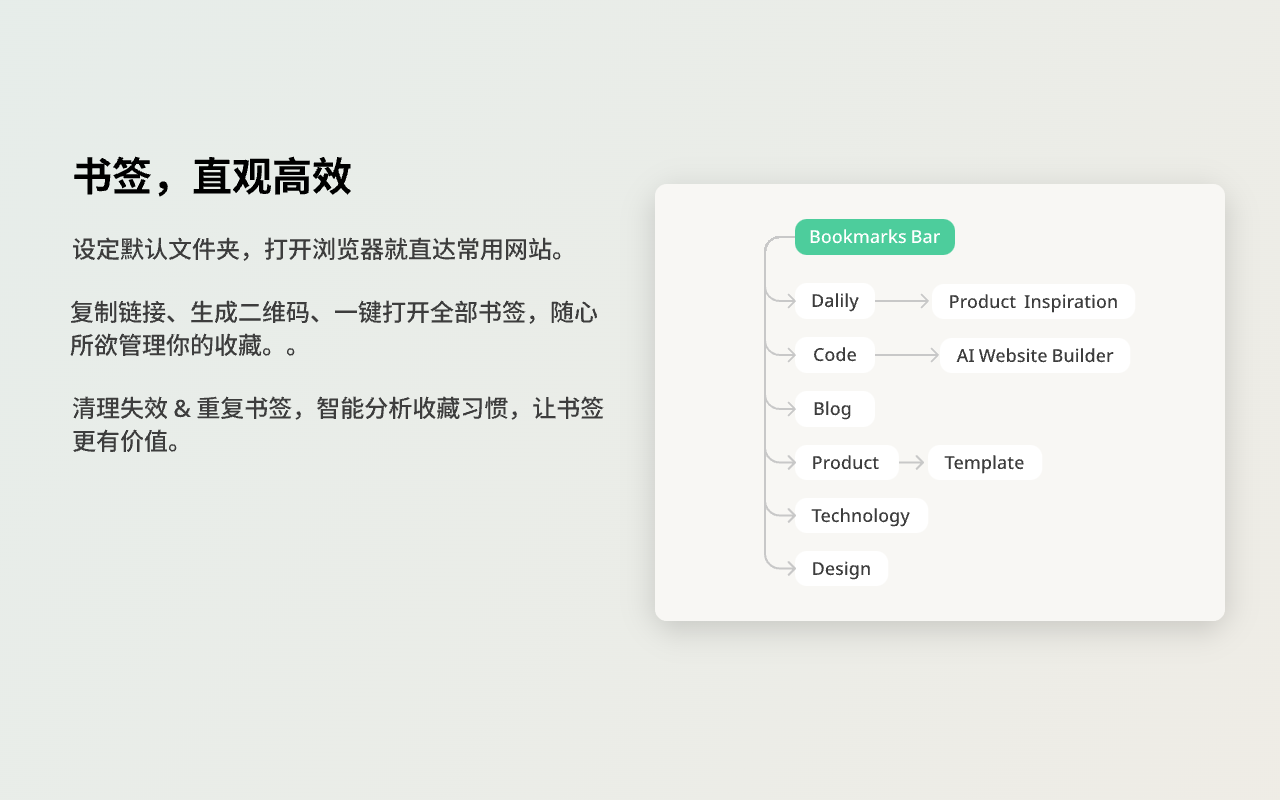 书签，直观高效
设定默认文件夹，打开浏览器就直达常用网站。
复制链接、生成二维码、一键打开全部书签，随心
所欲管理你的收藏。。
清理失效 & 重复书签，智能分析收藏习惯，让书签
更有价值。
Bookmarks Bar
Dalily
Product Inspiration
Code
AI Website Builder
Blog
Product
Template
Technology
Design